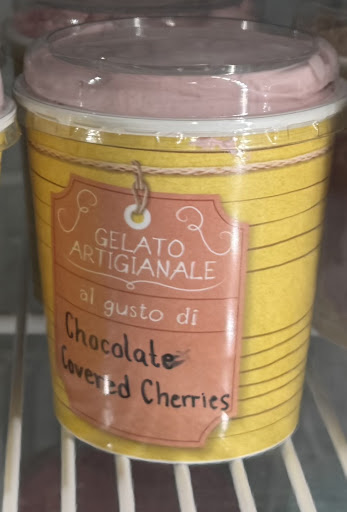 GELATO
ARTIGIANALE
al gusto di
Chocolate
Covered Cherries